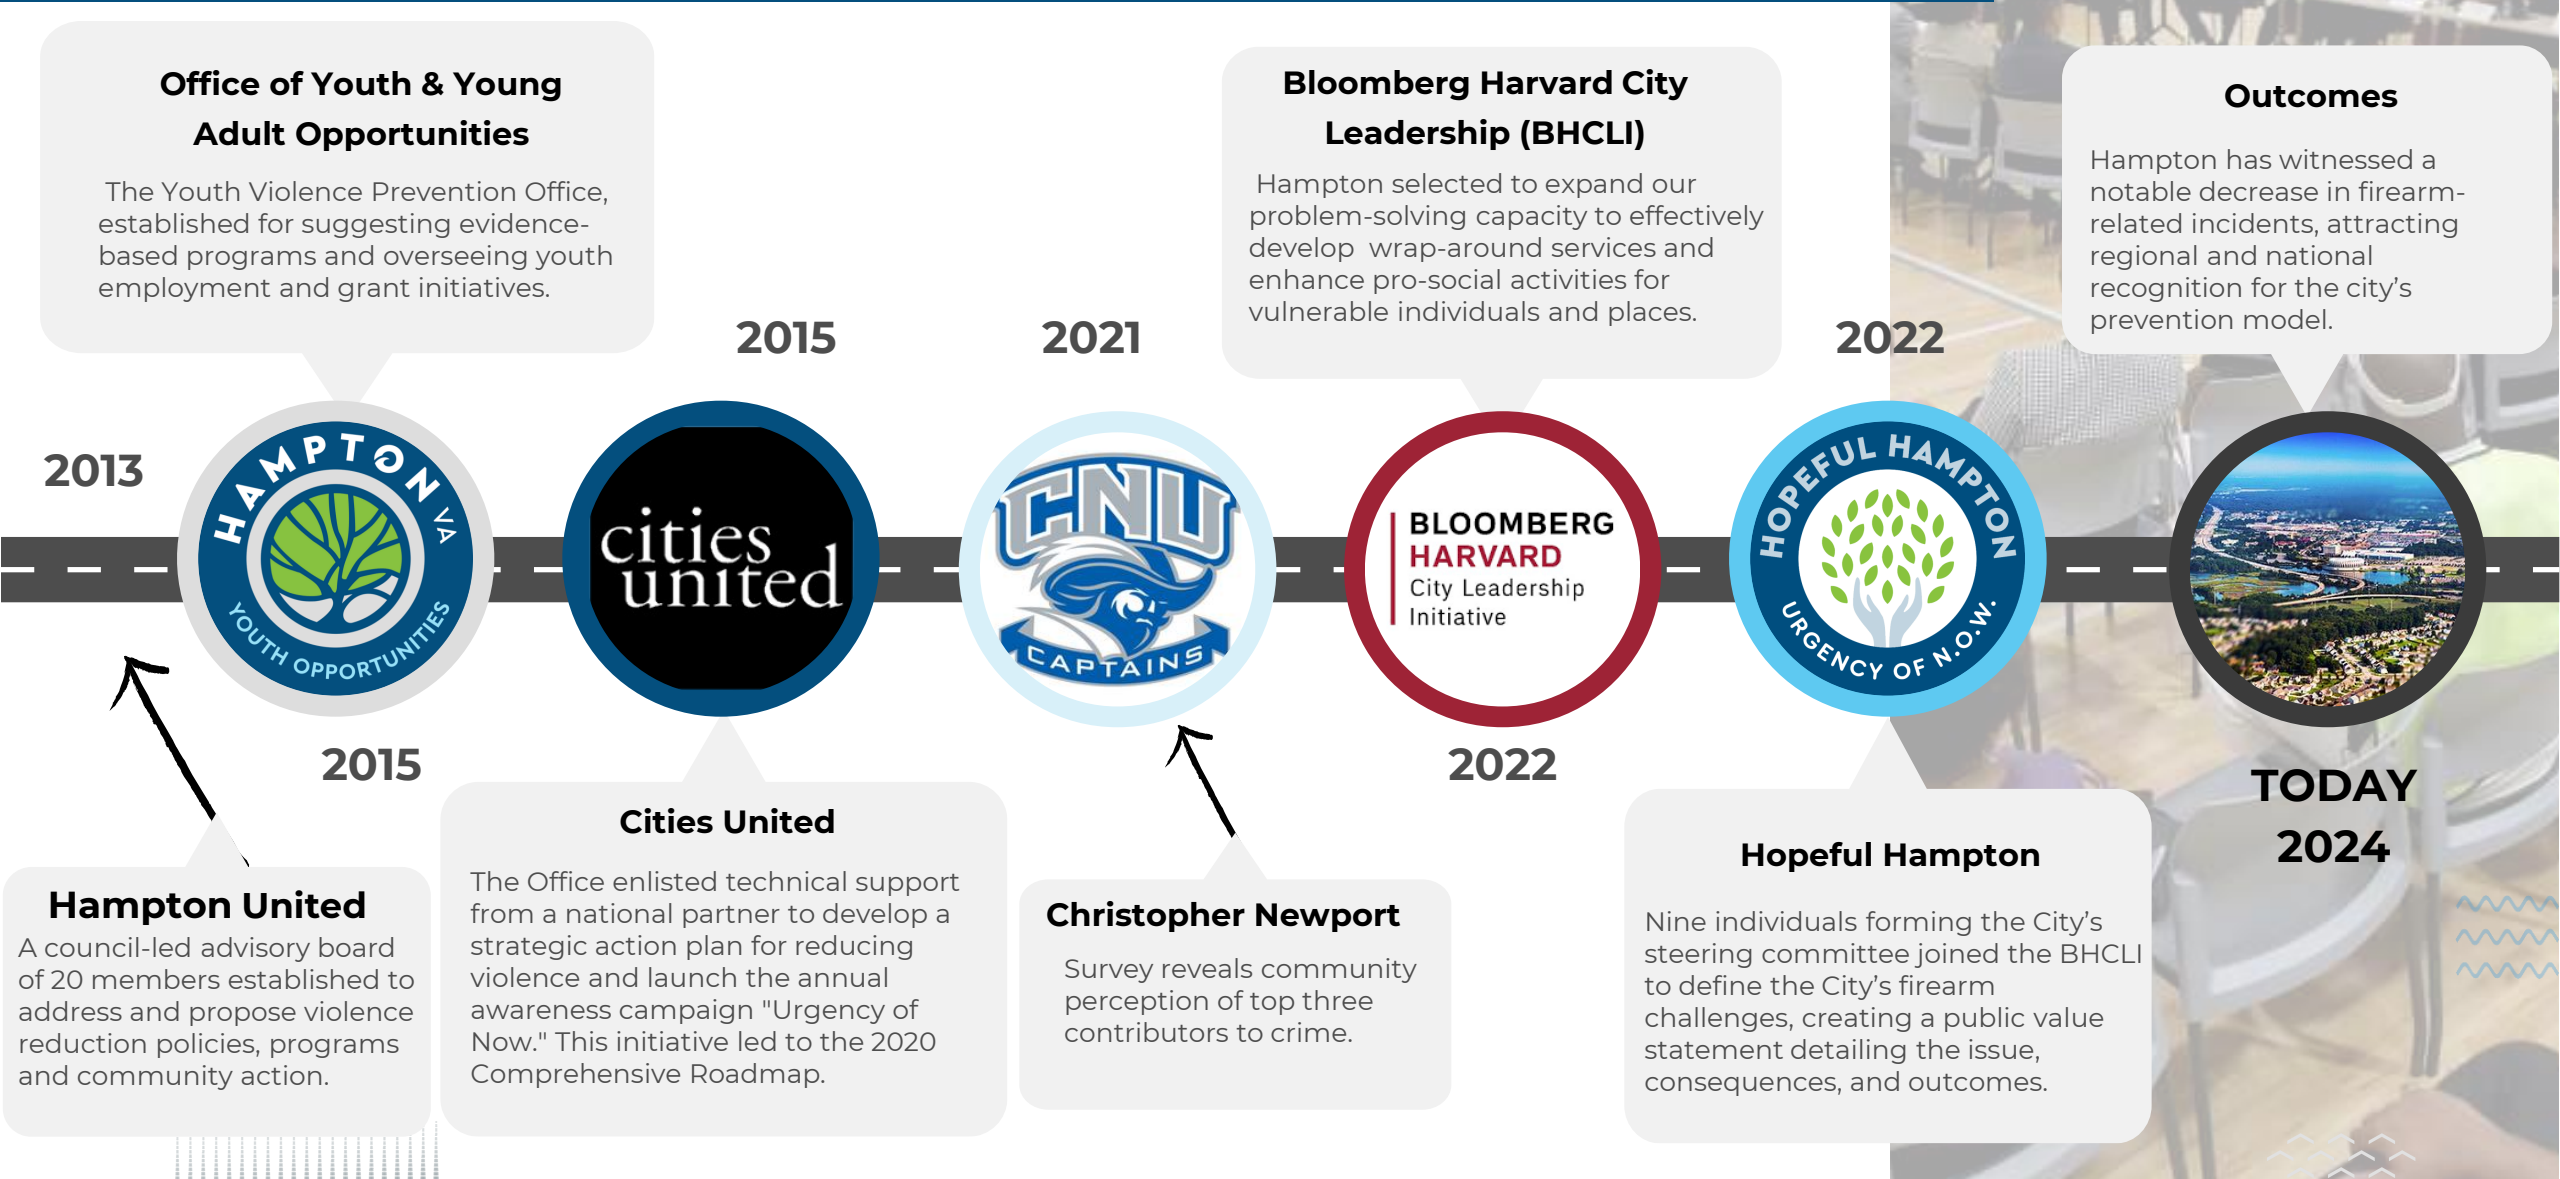 Office of Youth & Young
Adult Opportunities
The Youth Violence Prevention Office,
established for suggesting evidence-
based programs and overseeing youth
employment and grant initiatives.
2013
HAMPTON VA
YOUTH OPPORTUNITIES
2015
Hampton United
A council-led advisory board
of 20 members established to
address and propose violence
reduction policies, programs
and community action.
2015
cities
united
Cities United
The Office enlisted technical support
from a national partner to develop a
strategic action plan for reducing
violence and launch the annual
awareness campaign "Urgency of
Now." This initiative led to the 2020
Comprehensive Roadmap.
2021
CNU
CAPTAINS
Christopher Newport
Survey reveals community
perception of top three
contributors to crime.
Bloomberg Harvard City
Leadership (BHCLI)
Hampton selected to expand our
problem-solving capacity to effectively
develop wrap-around services and
enhance pro-social activities for
vulnerable individuals and places.
BLOOMBERG
HARVARD
City Leadership
Initiative
2022
2022
HOPEFUL HAMPTON
URGENCY OF N.O.W.
Hopeful Hampton
Nine individuals forming the City’s
steering committee joined the BHCLI
to define the City’s firearm
challenges, creating a public value
statement detailing the issue,
consequences, and outcomes.
Outcomes
Hampton has witnessed a
notable decrease in firearm-
related incidents, attracting
regional and national
recognition for the city’s
prevention model.
TODAY
2024